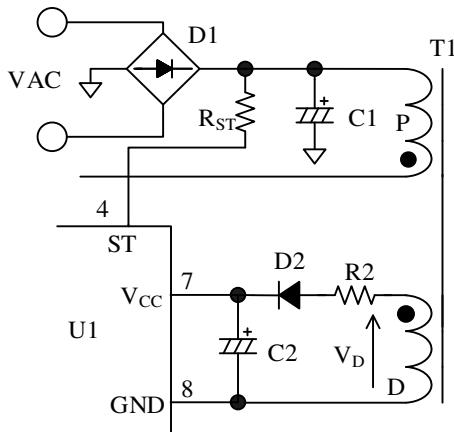 D1
T1
VAC
R_ST
C1
P
4
ST
D2
R2
V_CC
7
U1
C2
V_D
8
GND
D
+
+